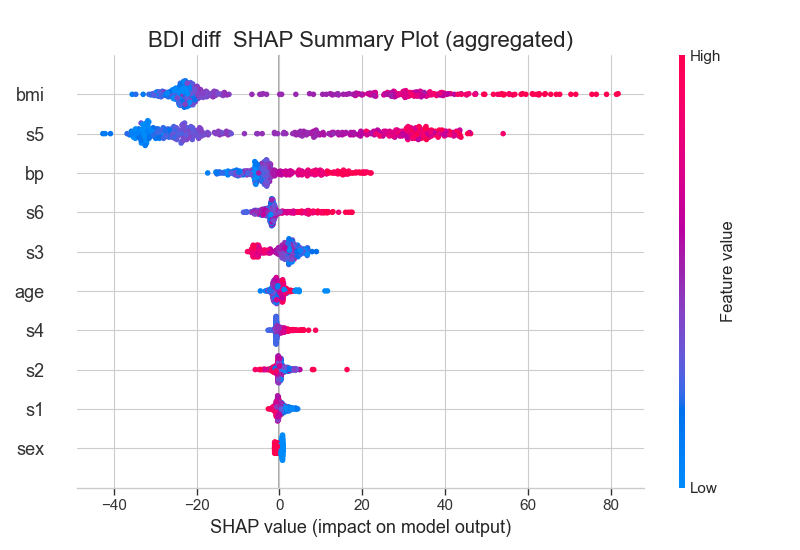 BDI diff  SHAP Summary Plot (aggregated)
High
bmi
s5
bp
s6
s3
age
s4
s2
s1
sex
Feature value
Low
−40 −20 0 20 40 60 80
SHAP value (impact on model output)